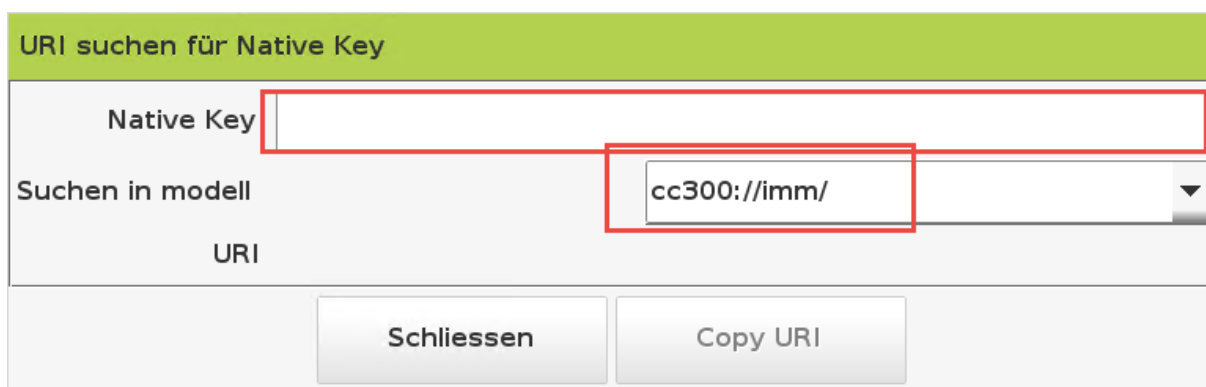 URI suchen für Native Key
Native Key
Suchen in modell cc300://imm/
URI
Schliessen Copy URI